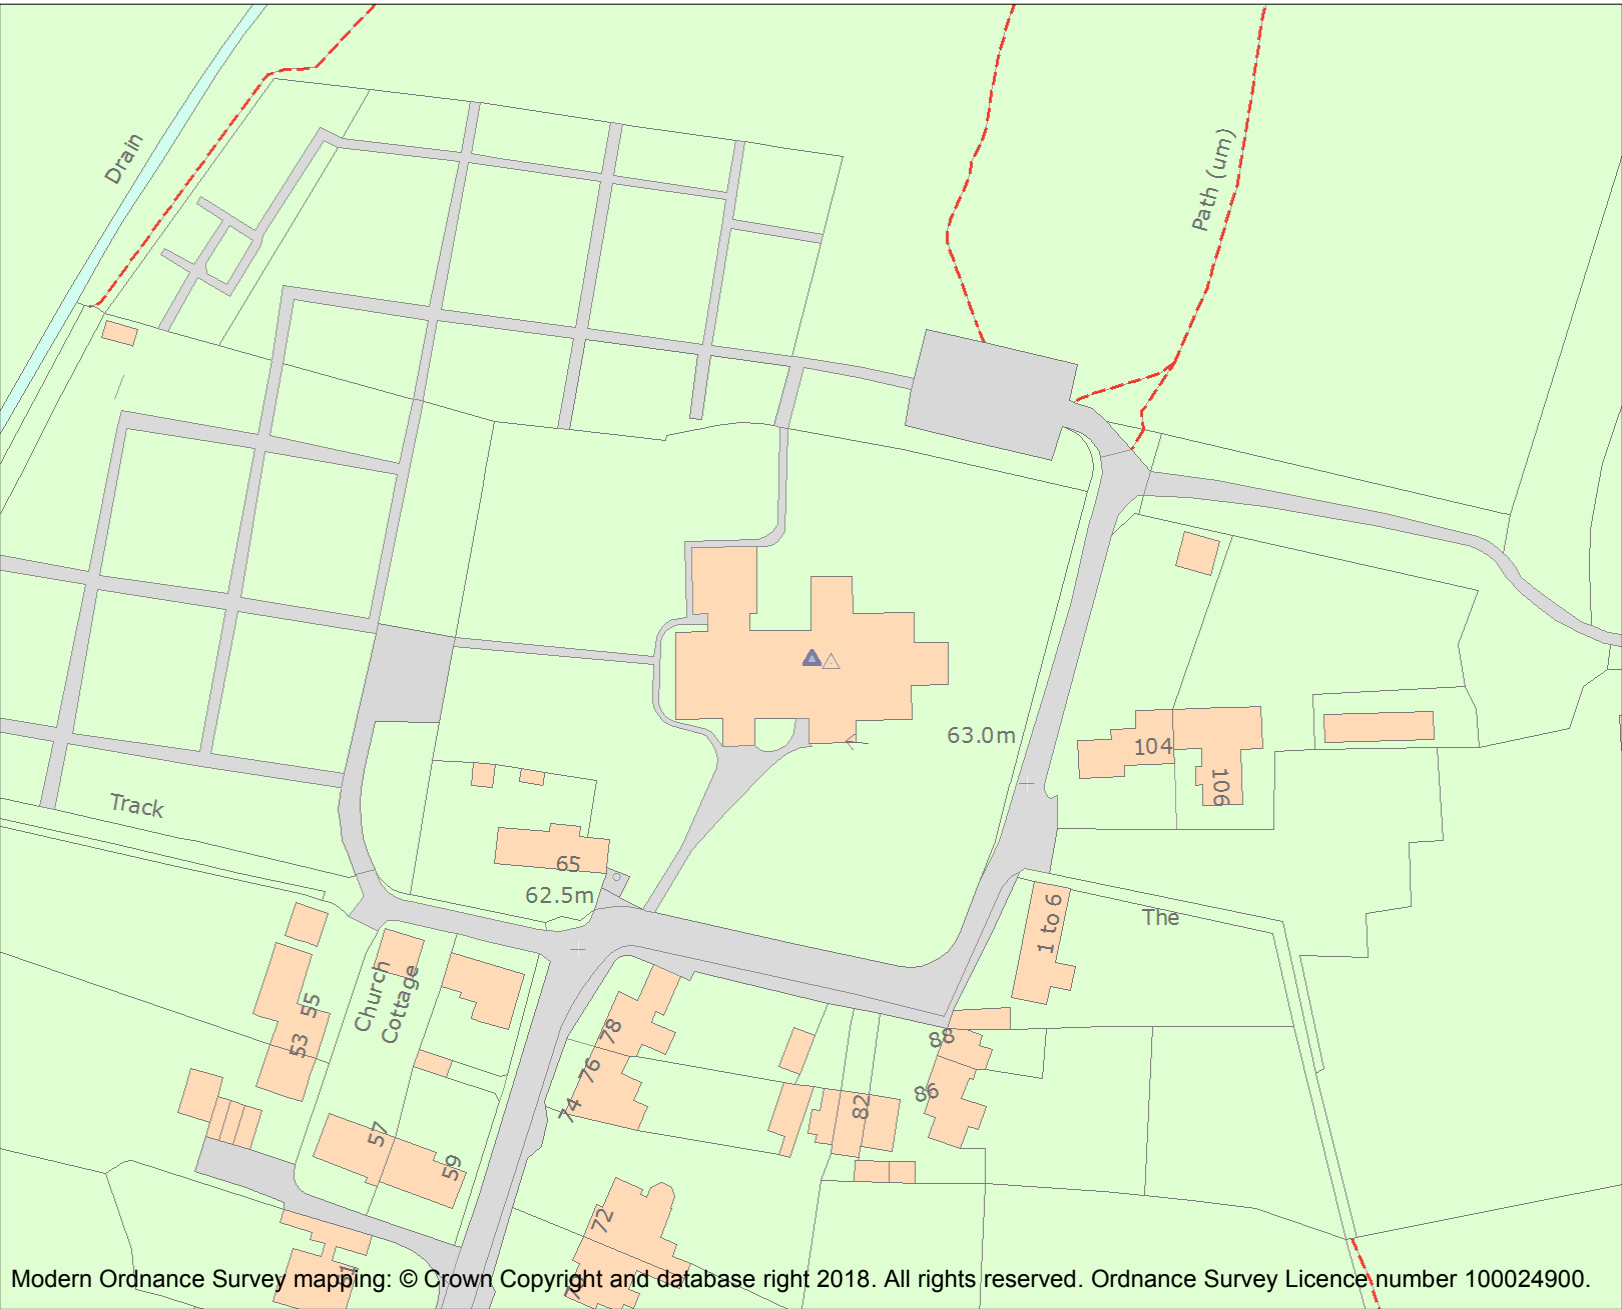 Drain
Path (um)
63.0m
104
106
Track
65
62.5m
The
1 to 6
Church
Cottage
55
53
78
76
74
88
86
82
57
59
72
61
Modern Ordnance Survey mapping: © Crown Copyright and database right 2018. All rights reserved. Ordnance Survey Licence number 100024900.